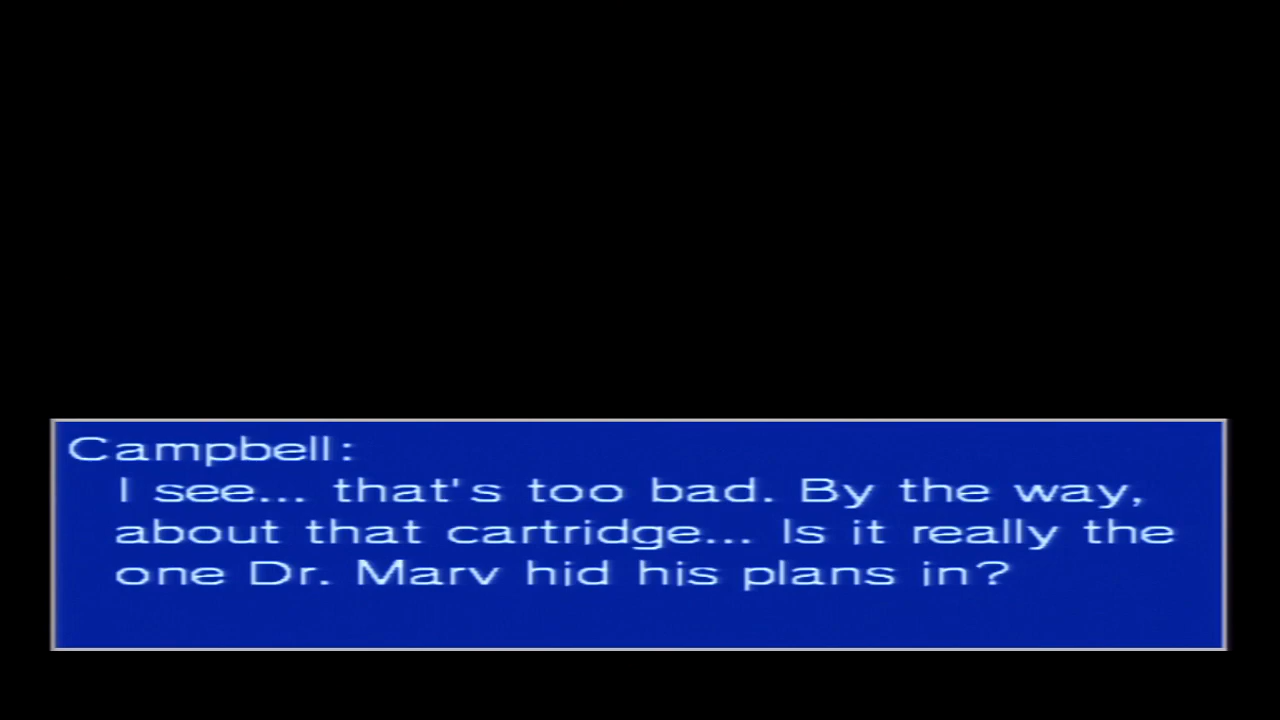 Campbell:
I see... that's too bad. By the way,
about that cartridge... Is it really the
one Dr. Marv hid his plans in?